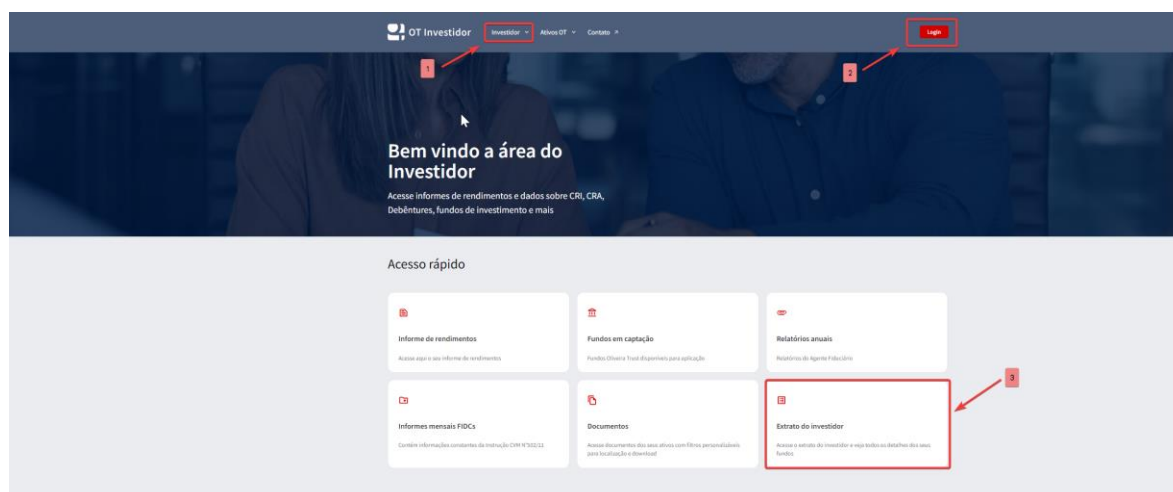 OT Investidor Investidor Ativos OT Contato Login
1
2
Bem vindo a área do
Investidor
Acesse informes de rendimentos e dados sobre CRI, CRA,
Debêntures, fundos de investimento e mais
Acesso rápido
Informe de rendimentos
Acesse aqui o seu informe de rendimentos
Fundos em captação
Fundos Oliveira Trust disponíveis para aplicação
Relatórios anuais
Relatórios do Agente Fiduciário
3
Informes mensais FIDCs
Contém informações constantes da Instrução CVM
Documentos
Acesse documentos dos seus ativos com filtros personalizáveis
para localização e download
Extrato do investidor
Acesse o extrato do investidor e veja todos os detalhes dos seus
fundos